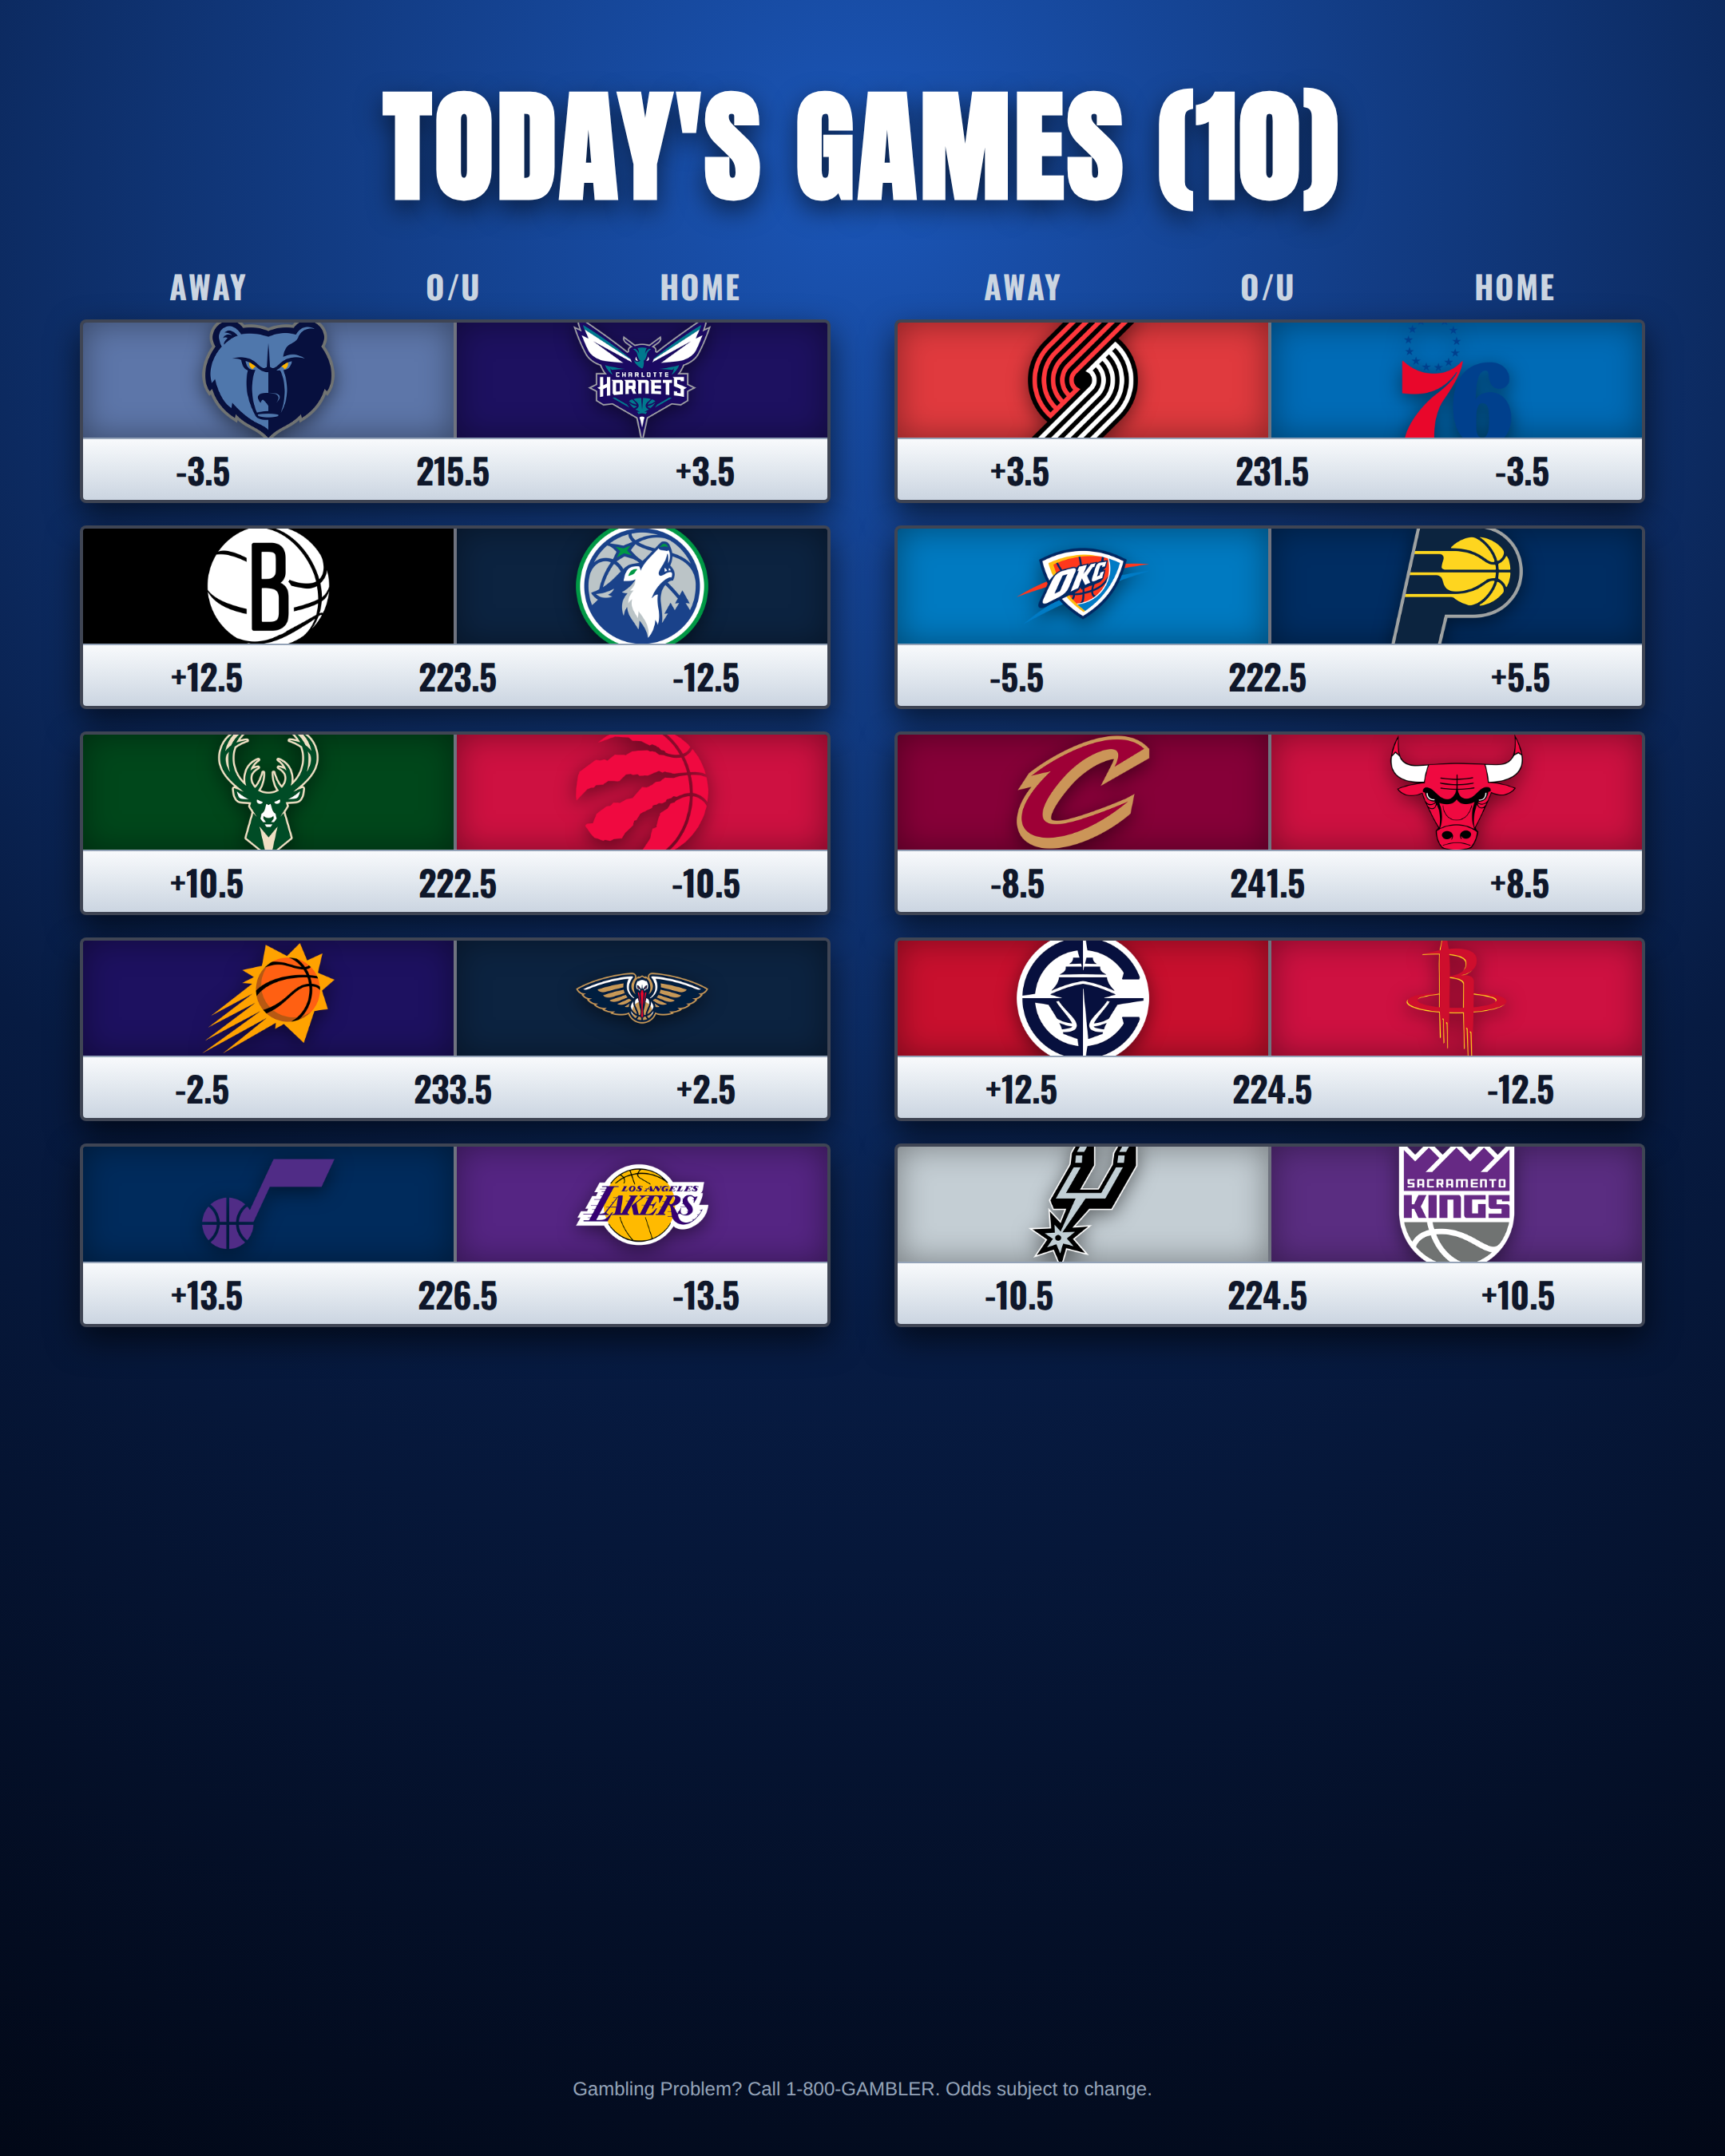 TODAY'S GAMES (10)
AWAY O/U HOME
AWAY O/U HOME
CHARLOTTE
HORNETS
-3.5 215.5 +3.5
76
+3.5 231.5 -3.5
B
+12.5 223.5 -12.5
OKC
-5.5 222.5 +5.5
+10.5 222.5 -10.5
C
-8.5 241.5 +8.5
-2.5 233.5 +2.5
C
R
+12.5 224.5 -12.5
LOS ANGELES
LAKERS
+13.5 226.5 -13.5
SACRAMENTO
KINGS
-10.5 224.5 +10.5
Gambling Problem? Call 1-800-GAMBLER. Odds subject to change.